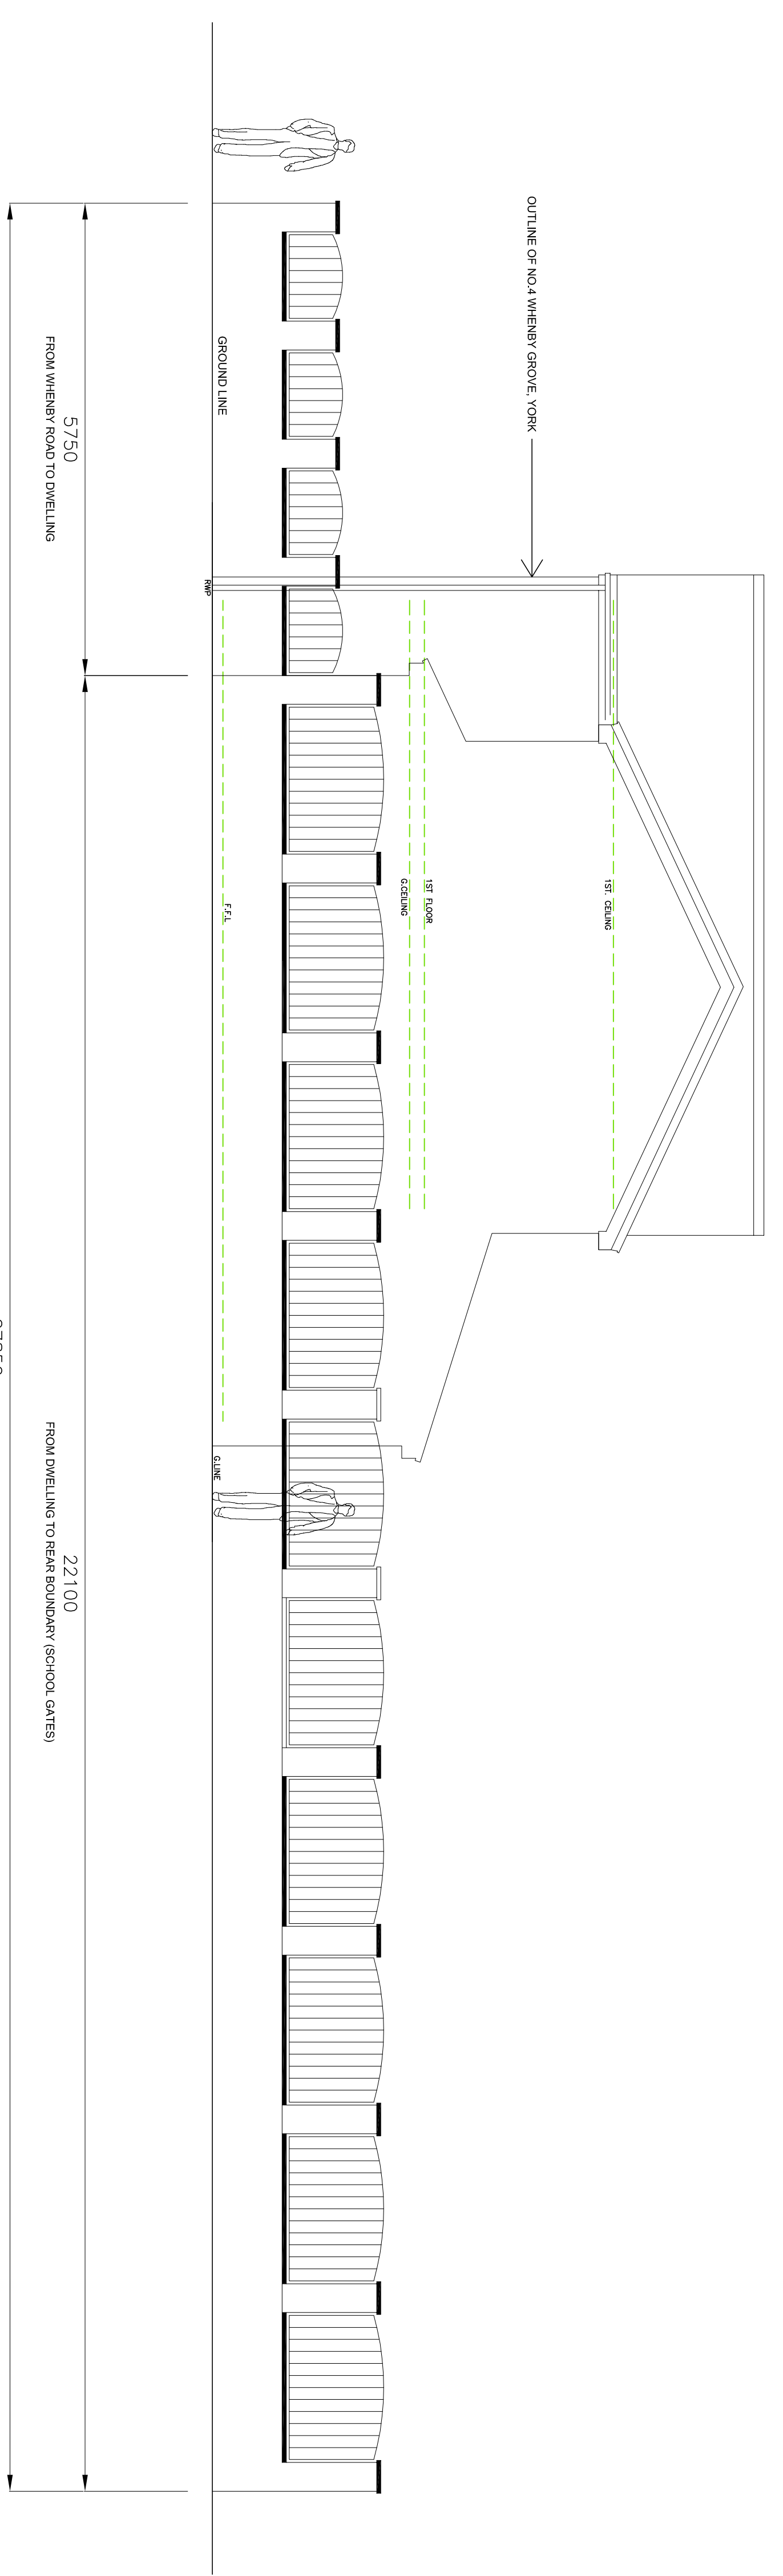 OUTLINE OF NO.4 WHENBY GROVE, YORK
1ST. CEILING
1ST FLOOR
G.CEILING
F.F.L
GROUND LINE
RWP
G.LINE
5750
FROM WHENBY ROAD TO DWELLING
22100
FROM DWELLING TO REAR BOUNDARY (SCHOOL GATES)